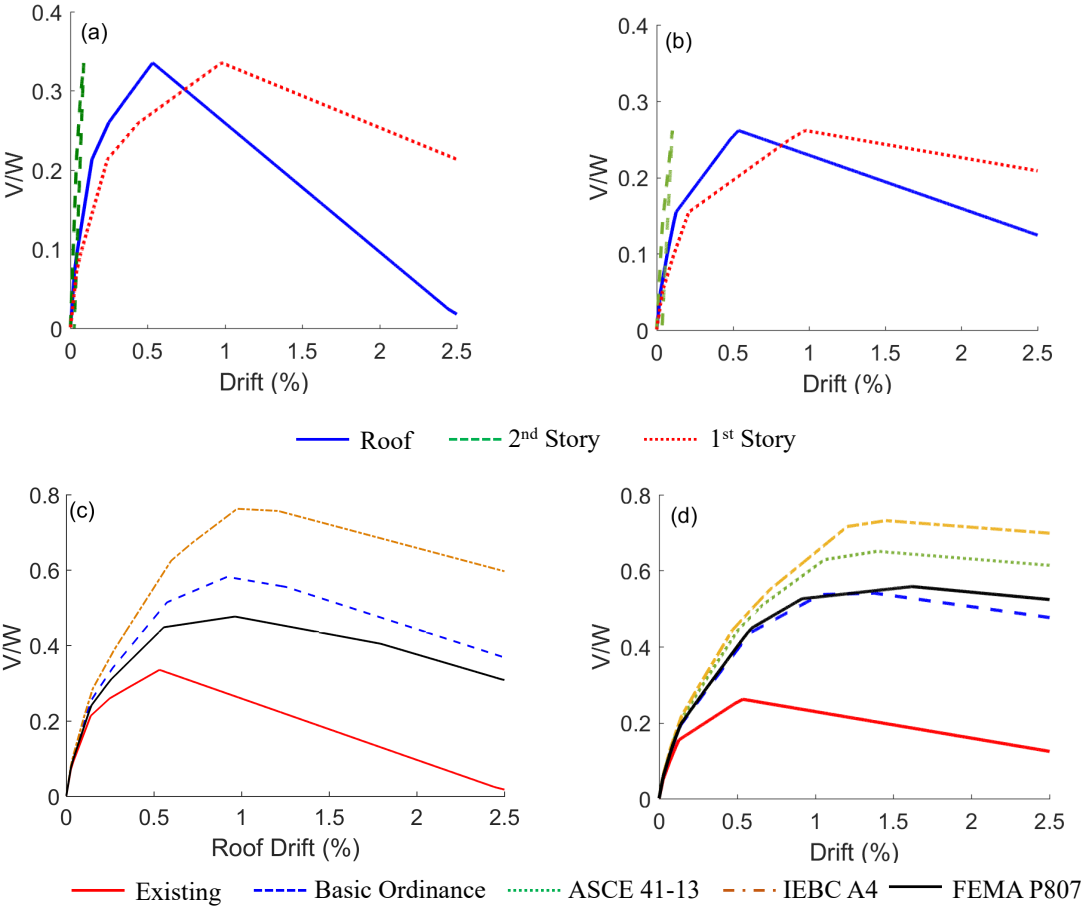 (a)
0.4
0.3
0.2
0.1
0
V/W
0 0.5 1 1.5 2 2.5
Drift (%)
(b)
0.4
0.3
0.2
0.1
0
V/W
0 0.5 1 1.5 2 2.5
Drift (%)
Roof 2nd Story 1st Story
(c)
0.8
0.6
0.4
0.2
0
V/W
0 0.5 1 1.5 2 2.5
Roof Drift (%)
(d)
0.8
0.6
0.4
0.2
0
V/W
0 0.5 1 1.5 2 2.5
Drift (%)
Existing Basic Ordinance ASCE 41-13 IEBC A4 FEMA P807